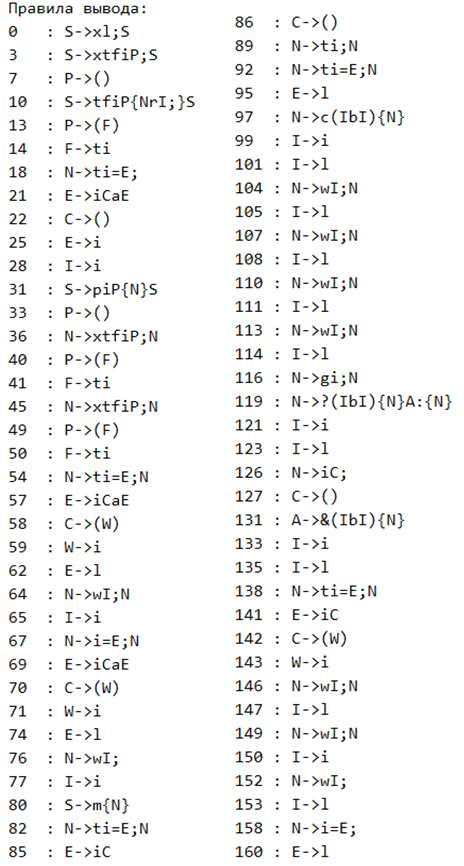 Правила вывода:
0 : S->xl;S
3 : S->xtfiP;S
7 : P->()
10 : S->tfiP{NrI;}S
13 : P->(F)
14 : F->ti
18 : N->ti=E;
21 : E->iCaE
22 : C->()
25 : E->i
28 : I->i
31 : S->piP{N}S
33 : P->()
36 : N->xtfiP;N
40 : P->(F)
41 : F->ti
45 : N->xtfiP;N
49 : P->(F)
50 : F->ti
54 : N->ti=E;N
57 : E->iCaE
58 : C->(W)
59 : W->i
62 : E->l
64 : N->wI;N
65 : I->i
67 : N->i=E;N
69 : E->iCaE
70 : C->(W)
71 : W->i
74 : E->l
76 : N->wI;
77 : I->i
80 : S->m{N}
82 : N->ti=E;N
85 : E->iC
86 : C->()
89 : N->ti;N
92 : N->ti=E;N
95 : E->l
97 : N->c(IbI){N}
99 : I->i
101 : I->l
104 : N->wI;N
105 : I->l
107 : N->wI;N
108 : I->l
110 : N->wI;N
111 : I->l
113 : N->wI;N
114 : I->l
116 : N->gi;N
119 : N->?(IbI){N}A:{N}
121 : I->i
123 : I->l
126 : N->iC;
127 : C->()
131 : A->&(IbI){N}
133 : I->i
135 : I->l
138 : N->ti=E;N
141 : E->iC
142 : C->(W)
143 : W->i
146 : N->wI;N
147 : I->l
149 : N->wI;N
150 : I->i
152 : N->wI;
153 : I->l
158 : N->i=E;
160 : E->l